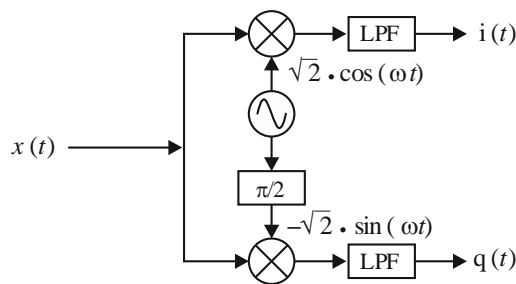 LPF
i (t)
√2 • cos (ωt)
x (t)
π/2
−√2 • sin (ωt)
LPF
q (t)